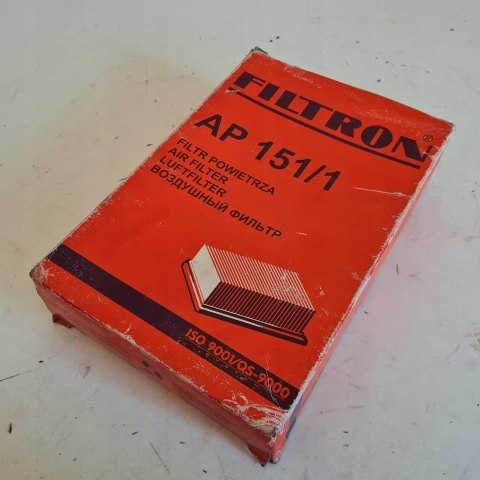 FILTRON®
AP 151/1
FILTR POWIETRZA
AIR FILTER
LUFTFILTER
ВОЗДУШНЫЙ ФИЛЬТР
ISO 9001/QS-9000